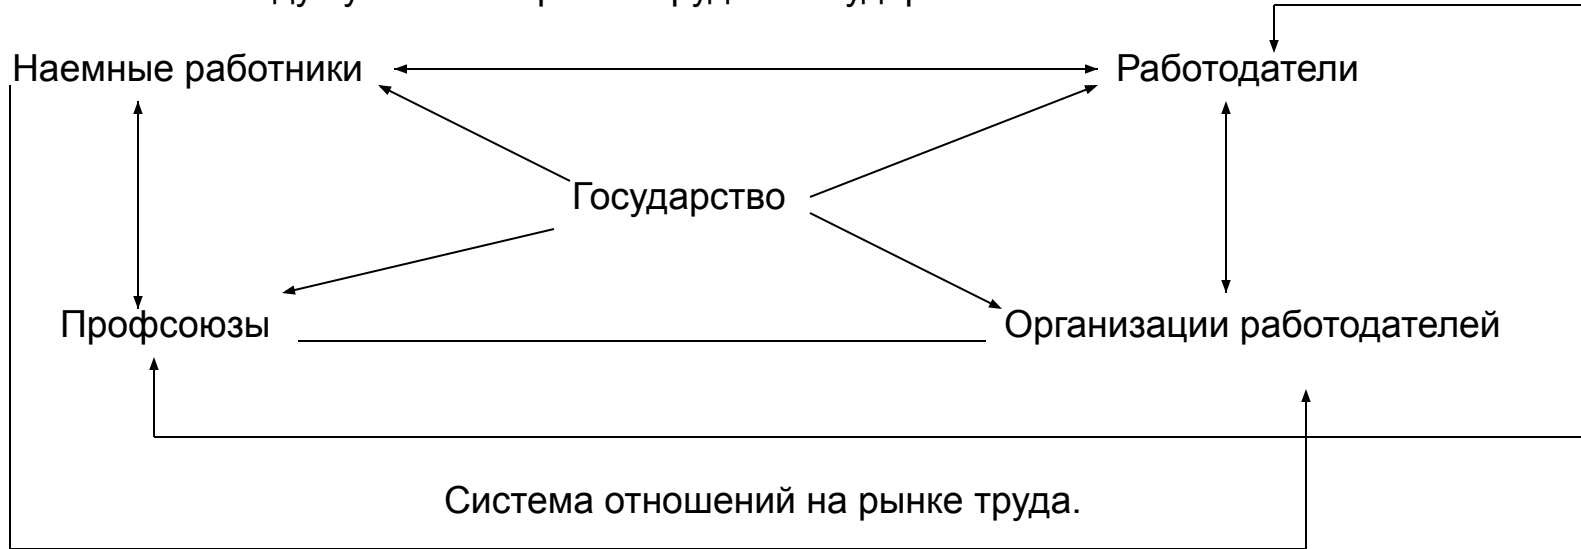 Наемные работники
Работодатели
Государство
Профсоюзы
Организации работодателей
Система отношений на рынке труда.